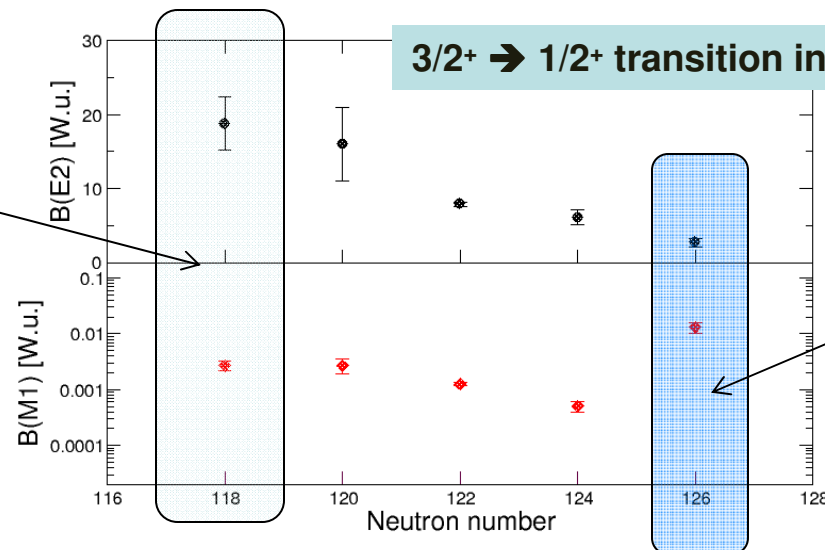 3/2+ ➔ 1/2+ transition in
30
20
10
0
B(E2) [W.u.]
0.1
0.01
0.001
0.0001
B(M1) [W.u.]
116 118 120 122 124 126 128
Neutron number